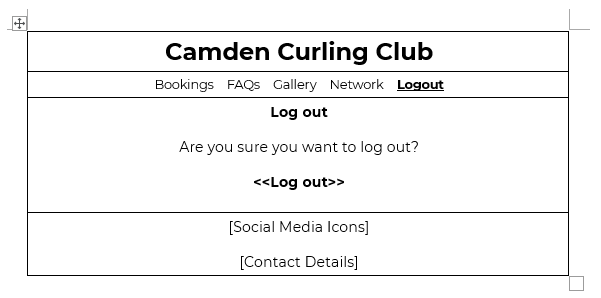 Camden Curling Club
Bookings FAQs Gallery Network Logout
Log out
Are you sure you want to log out?
<<Log out>>
[Social Media Icons]
[Contact Details]